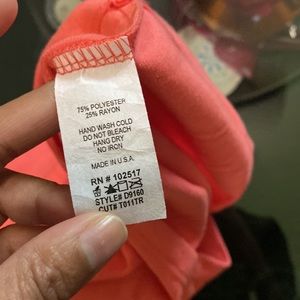 75% POLYESTER
25% RAYON
HAND WASH COLD
DO NOT BLEACH
HANG DRY
NO IRON
MADE IN U.S.A.
RN # 102517
STYLE# D9160
CUT# T011TR